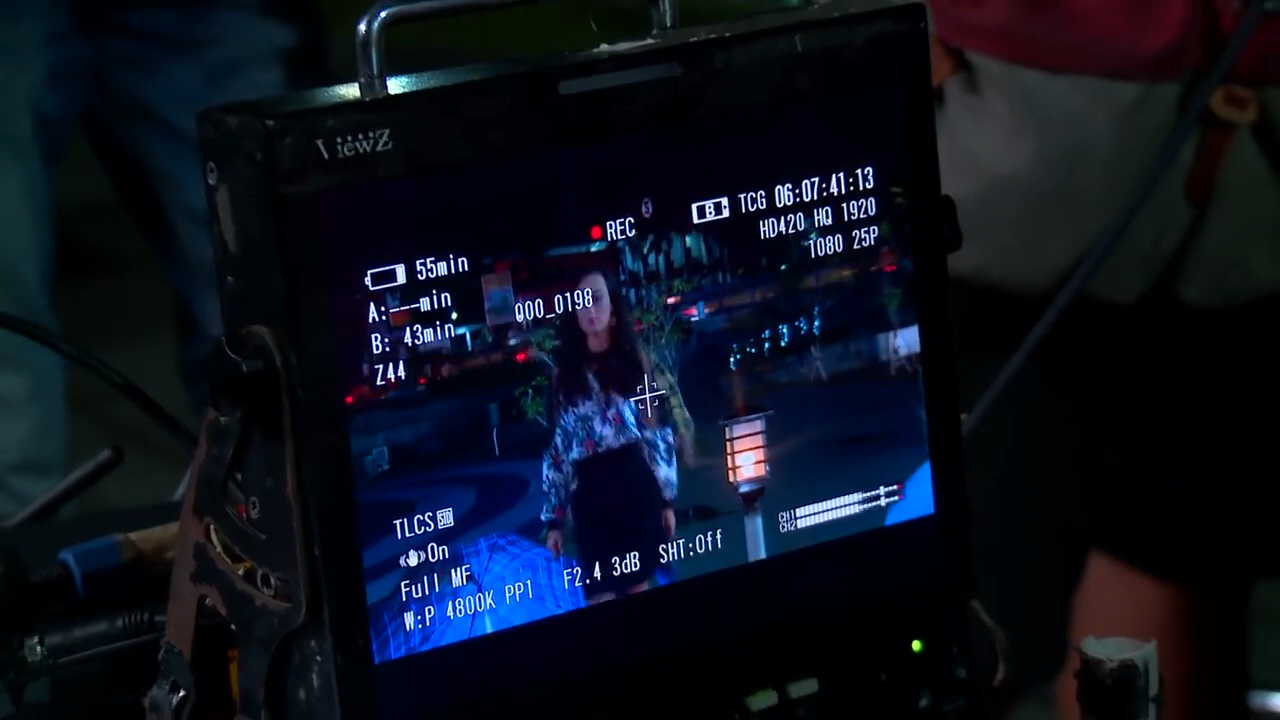 ViewZ
REC
B TCG 06:07:41:13
HD420 HQ 1920
1080 25P
55min
A:---min
B: 43min
000_0198
Z44
TLCS STD
On
Full MF
W:P 4800K PP1 F2.4 3dB SHT:Off
CH1
CH2